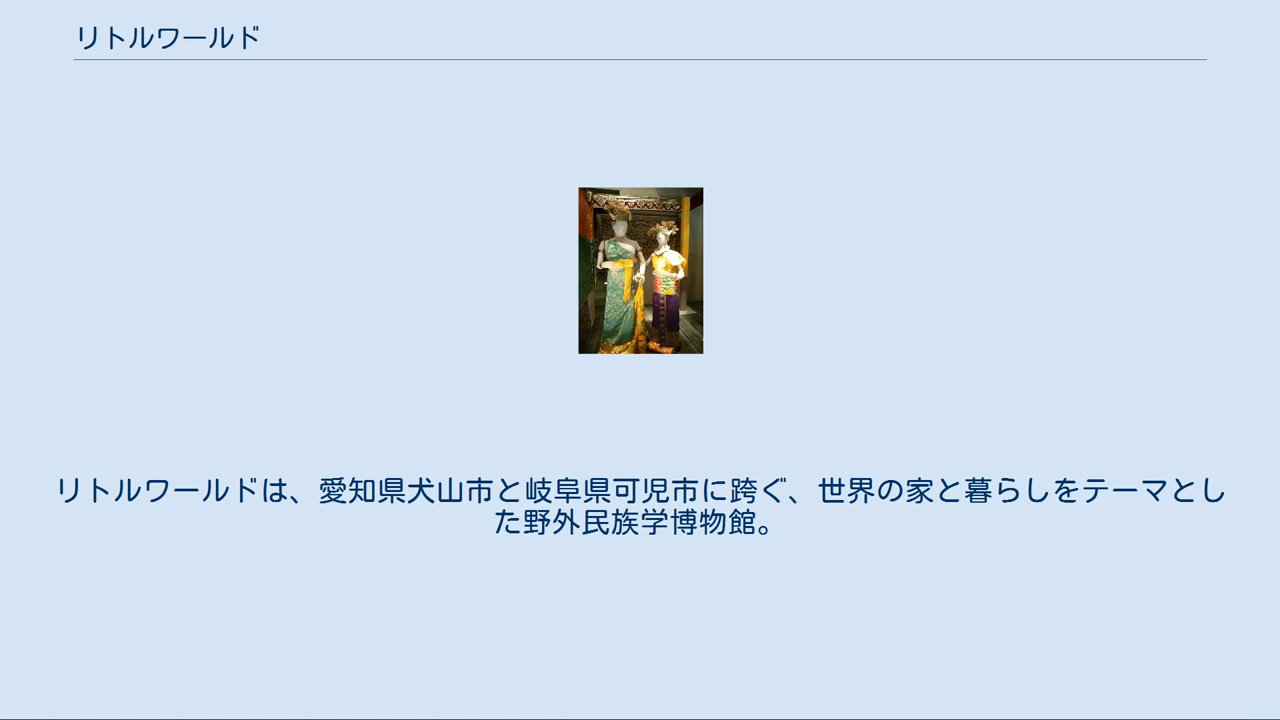 リトルワールド
リトルワールドは、愛知県犬山市と岐阜県可児市に跨ぐ、世界の家と暮らしをテーマとし
た野外民族学博物館。